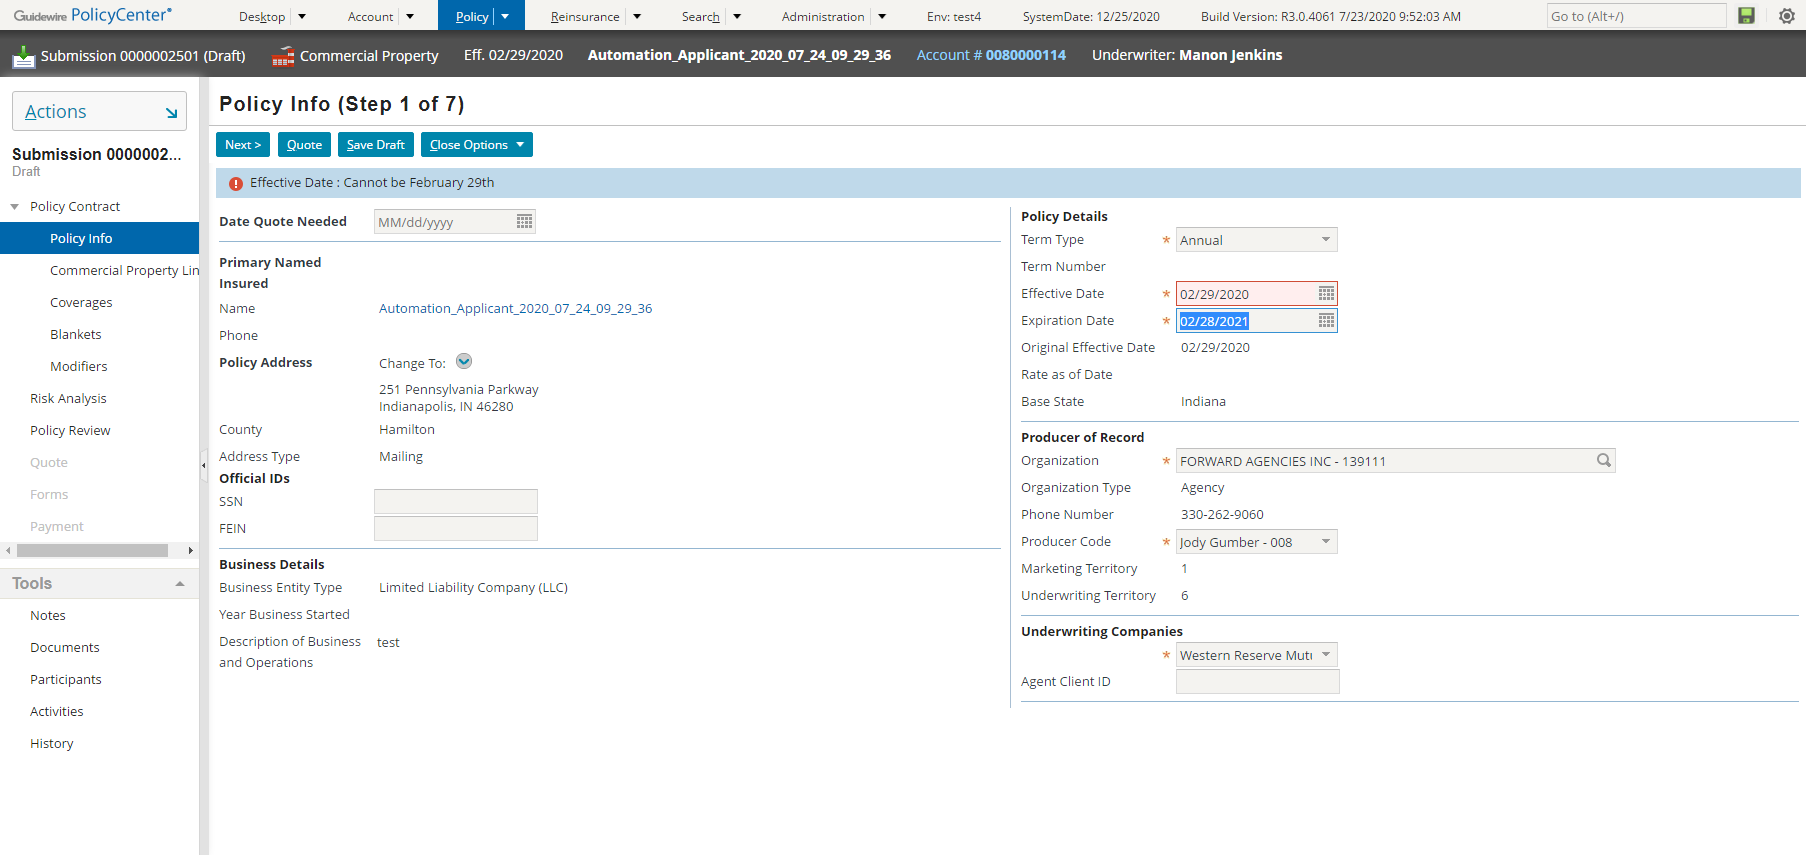 Guidewire PolicyCenter®
Desktop
Account
Policy
Reinsurance
Search
Administration
Env: test4
SystemDate: 12/25/2020
Build Version: R3.0.4061 7/23/2020 9:52:03 AM
Go to (Alt+/)
Submission 0000002501 (Draft)
Commercial Property
Eff. 02/29/2020
Automation_Applicant_2020_07_24_09_29_36
Account # 0080000114
Underwriter: Manon Jenkins
Actions
Submission 0000002...
Draft
Policy Contract
Policy Info
Commercial Property Lin
Coverages
Blankets
Modifiers
Risk Analysis
Policy Review
Quote
Forms
Payment
Tools
Notes
Documents
Participants
Activities
History
Policy Info (Step 1 of 7)
Next >
Quote
Save Draft
Close Options
Effective Date : Cannot be February 29th
Date Quote Needed MM/dd/yyyy
Primary Named
Insured
Name Automation_Applicant_2020_07_24_09_29_36
Phone
Policy Address Change To:
251 Pennsylvania Parkway
Indianapolis, IN 46280
County Hamilton
Address Type Mailing
Official IDs
SSN
FEIN
Business Details
Business Entity Type Limited Liability Company (LLC)
Year Business Started
Description of Business test
and Operations
Policy Details
Term Type * Annual
Term Number
Effective Date * 02/29/2020
Expiration Date * 02/28/2021
Original Effective Date 02/29/2020
Rate as of Date
Base State Indiana
Producer of Record
Organization * FORWARD AGENCIES INC - 139111
Organization Type Agency
Phone Number 330-262-9060
Producer Code * Jody Gumber - 008
Marketing Territory 1
Underwriting Territory 6
Underwriting Companies
* Western Reserve Mutu
Agent Client ID